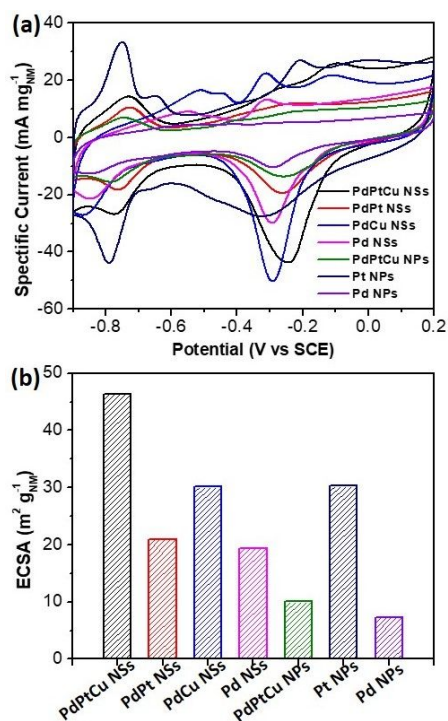 (a)
60
40
20
0
-20
-40
-60
Spectific Current (mA mg⁻¹NM)
PdPtCu NSs
PdPt NSs
PdCu NSs
Pd NSs
PdPtCu NPs
Pt NPs
Pd NPs
-0.8 -0.6 -0.4 -0.2 0.0 0.2
Potential (V vs SCE)
(b)
50
40
30
20
10
0
ECSA (m² g⁻¹NM)
PdPtCu NSs
PdPt NSs
PdCu NSs
Pd NSs
PdPtCu NPs
Pt NPs
Pd NPs